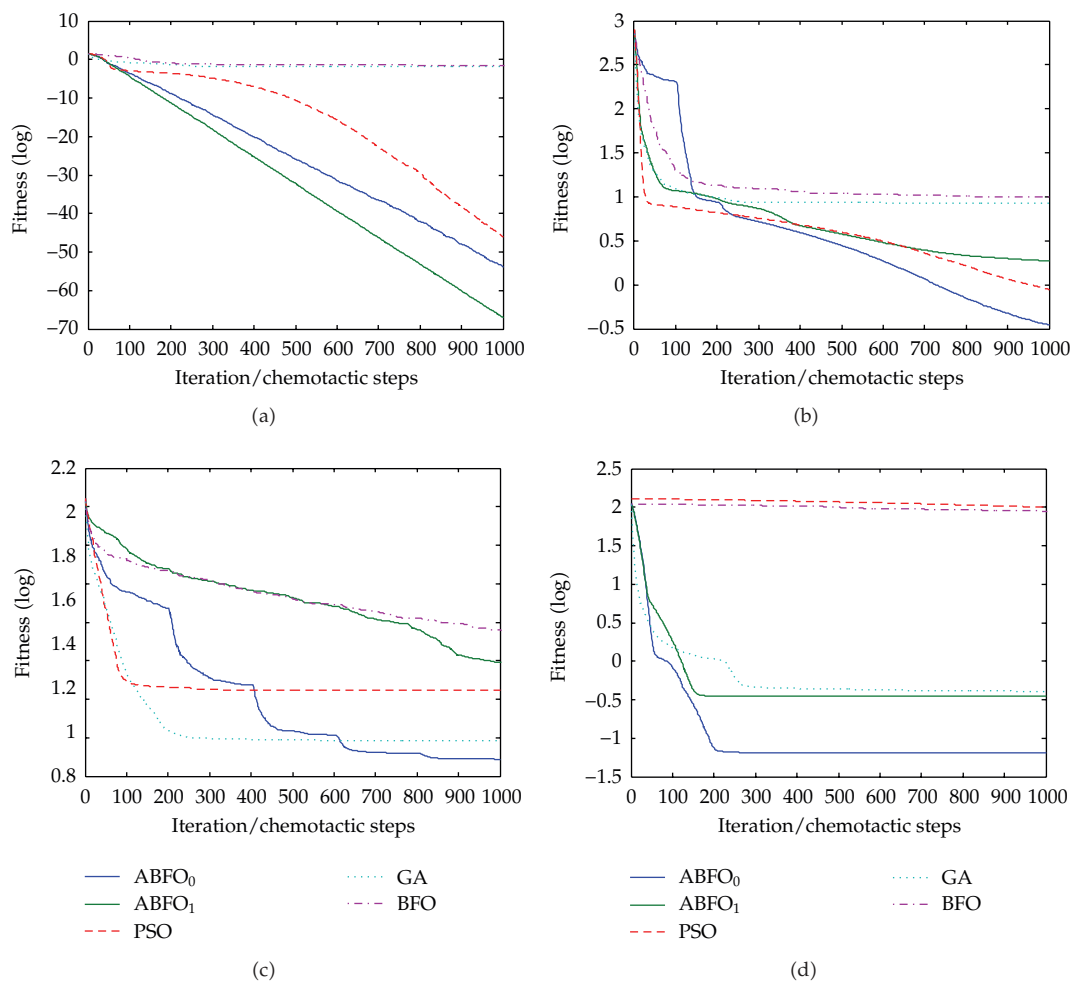 10
0
−10
−20
−30
−40
−50
−60
−70
Fitness (log)
0 100 200 300 400 500 600 700 800 900 1000
Iteration/chemotactic steps
(a)
3
2.5
2
1.5
1
0.5
0
−0.5
Fitness (log)
0 100 200 300 400 500 600 700 800 900 1000
Iteration/chemotactic steps
(b)
2.2
2
1.8
1.6
1.4
1.2
1
0.8
Fitness (log)
0 100 200 300 400 500 600 700 800 900 1000
Iteration/chemotactic steps
ABFO₀
ABFO₁
PSO
GA
BFO
(c)
2.5
2
1.5
1
0.5
0
−0.5
−1
−1.5
Fitness (log)
0 100 200 300 400 500 600 700 800 900 1000
Iteration/chemotactic steps
ABFO₀
ABFO₁
PSO
GA
BFO
(d)